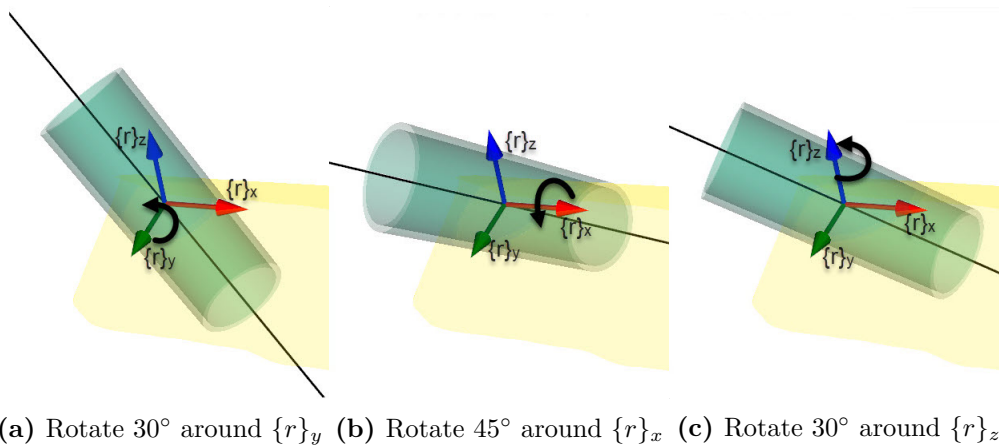 {r}z
{r}x
{r}y
{r}z
{r}x
{r}y
{r}z
{r}x
{r}y
(a) Rotate 30° around {r}y (b) Rotate 45° around {r}x (c) Rotate 30° around {r}z